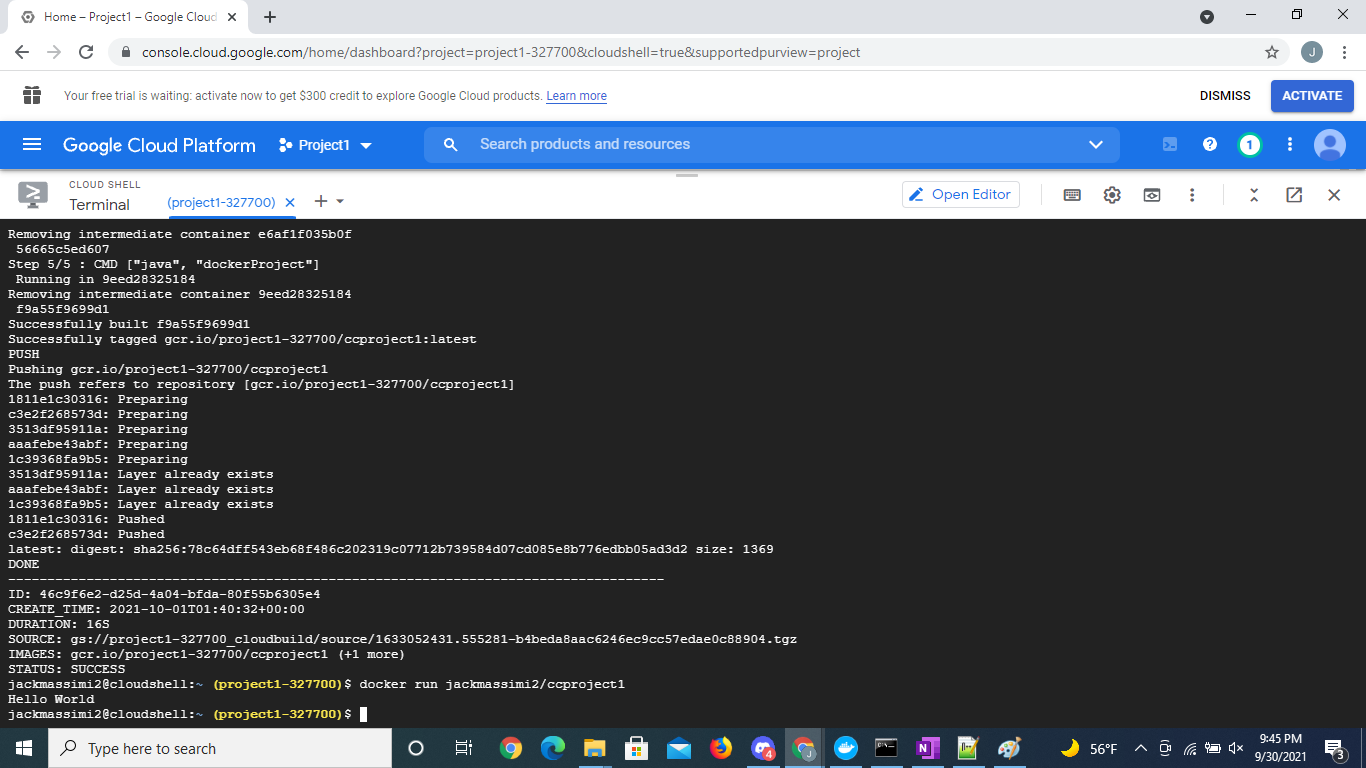 Home – Project1 – Google Cloud
console.cloud.google.com/home/dashboard?project=project1-327700&cloudshell=true&supportedpurview=project
J
Your free trial is waiting: activate now to get $300 credit to explore Google Cloud products. Learn more
DISMISS
ACTIVATE
Google Cloud Platform
Project1
Search products and resources
1
CLOUD SHELL
Terminal
(project1-327700)
Open Editor
Removing intermediate container e6af1f035b0f
56665c5ed607
Step 5/5 : CMD ["java", "dockerProject"]
Running in 9eed28325184
Removing intermediate container 9eed28325184
f9a55f9699d1
Successfully built f9a55f9699d1
Successfully tagged gcr.io/project1-327700/ccproject1:latest
PUSH
Pushing gcr.io/project1-327700/ccproject1
The push refers to repository [gcr.io/project1-327700/ccproject1]
1811e1c30316: Preparing
c3e2f268573d: Preparing
3513df95911a: Preparing
aaafebe43abf: Preparing
1c39368fa9b5: Preparing
3513df95911a: Layer already exists
aaafebe43abf: Layer already exists
1c39368fa9b5: Layer already exists
1811e1c30316: Pushed
c3e2f268573d: Pushed
latest: digest: sha256:78c64dff543eb68f486c202319c07712b739584d07cd085e8b776edbb05ad3d2 size: 1369
DONE
------------------------------------------------------------------------------------
ID: 46c9f6e2-d25d-4a04-bfda-80f55b6305e4
CREATE_TIME: 2021-10-01T01:40:32+00:00
DURATION: 16S
SOURCE: gs://project1-327700_cloudbuild/source/1633052431.555281-b4beda8aac6246ec9cc57edae0c88904.tgz
IMAGES: gcr.io/project1-327700/ccproject1 (+1 more)
STATUS: SUCCESS
jackmassimi2@cloudshell:~ (project1-327700)$ docker run jackmassimi2/ccproject1
Hello World
jackmassimi2@cloudshell:~ (project1-327700)$
Type here to search
4
J
N
56°F
9:45 PM
9/30/2021
3